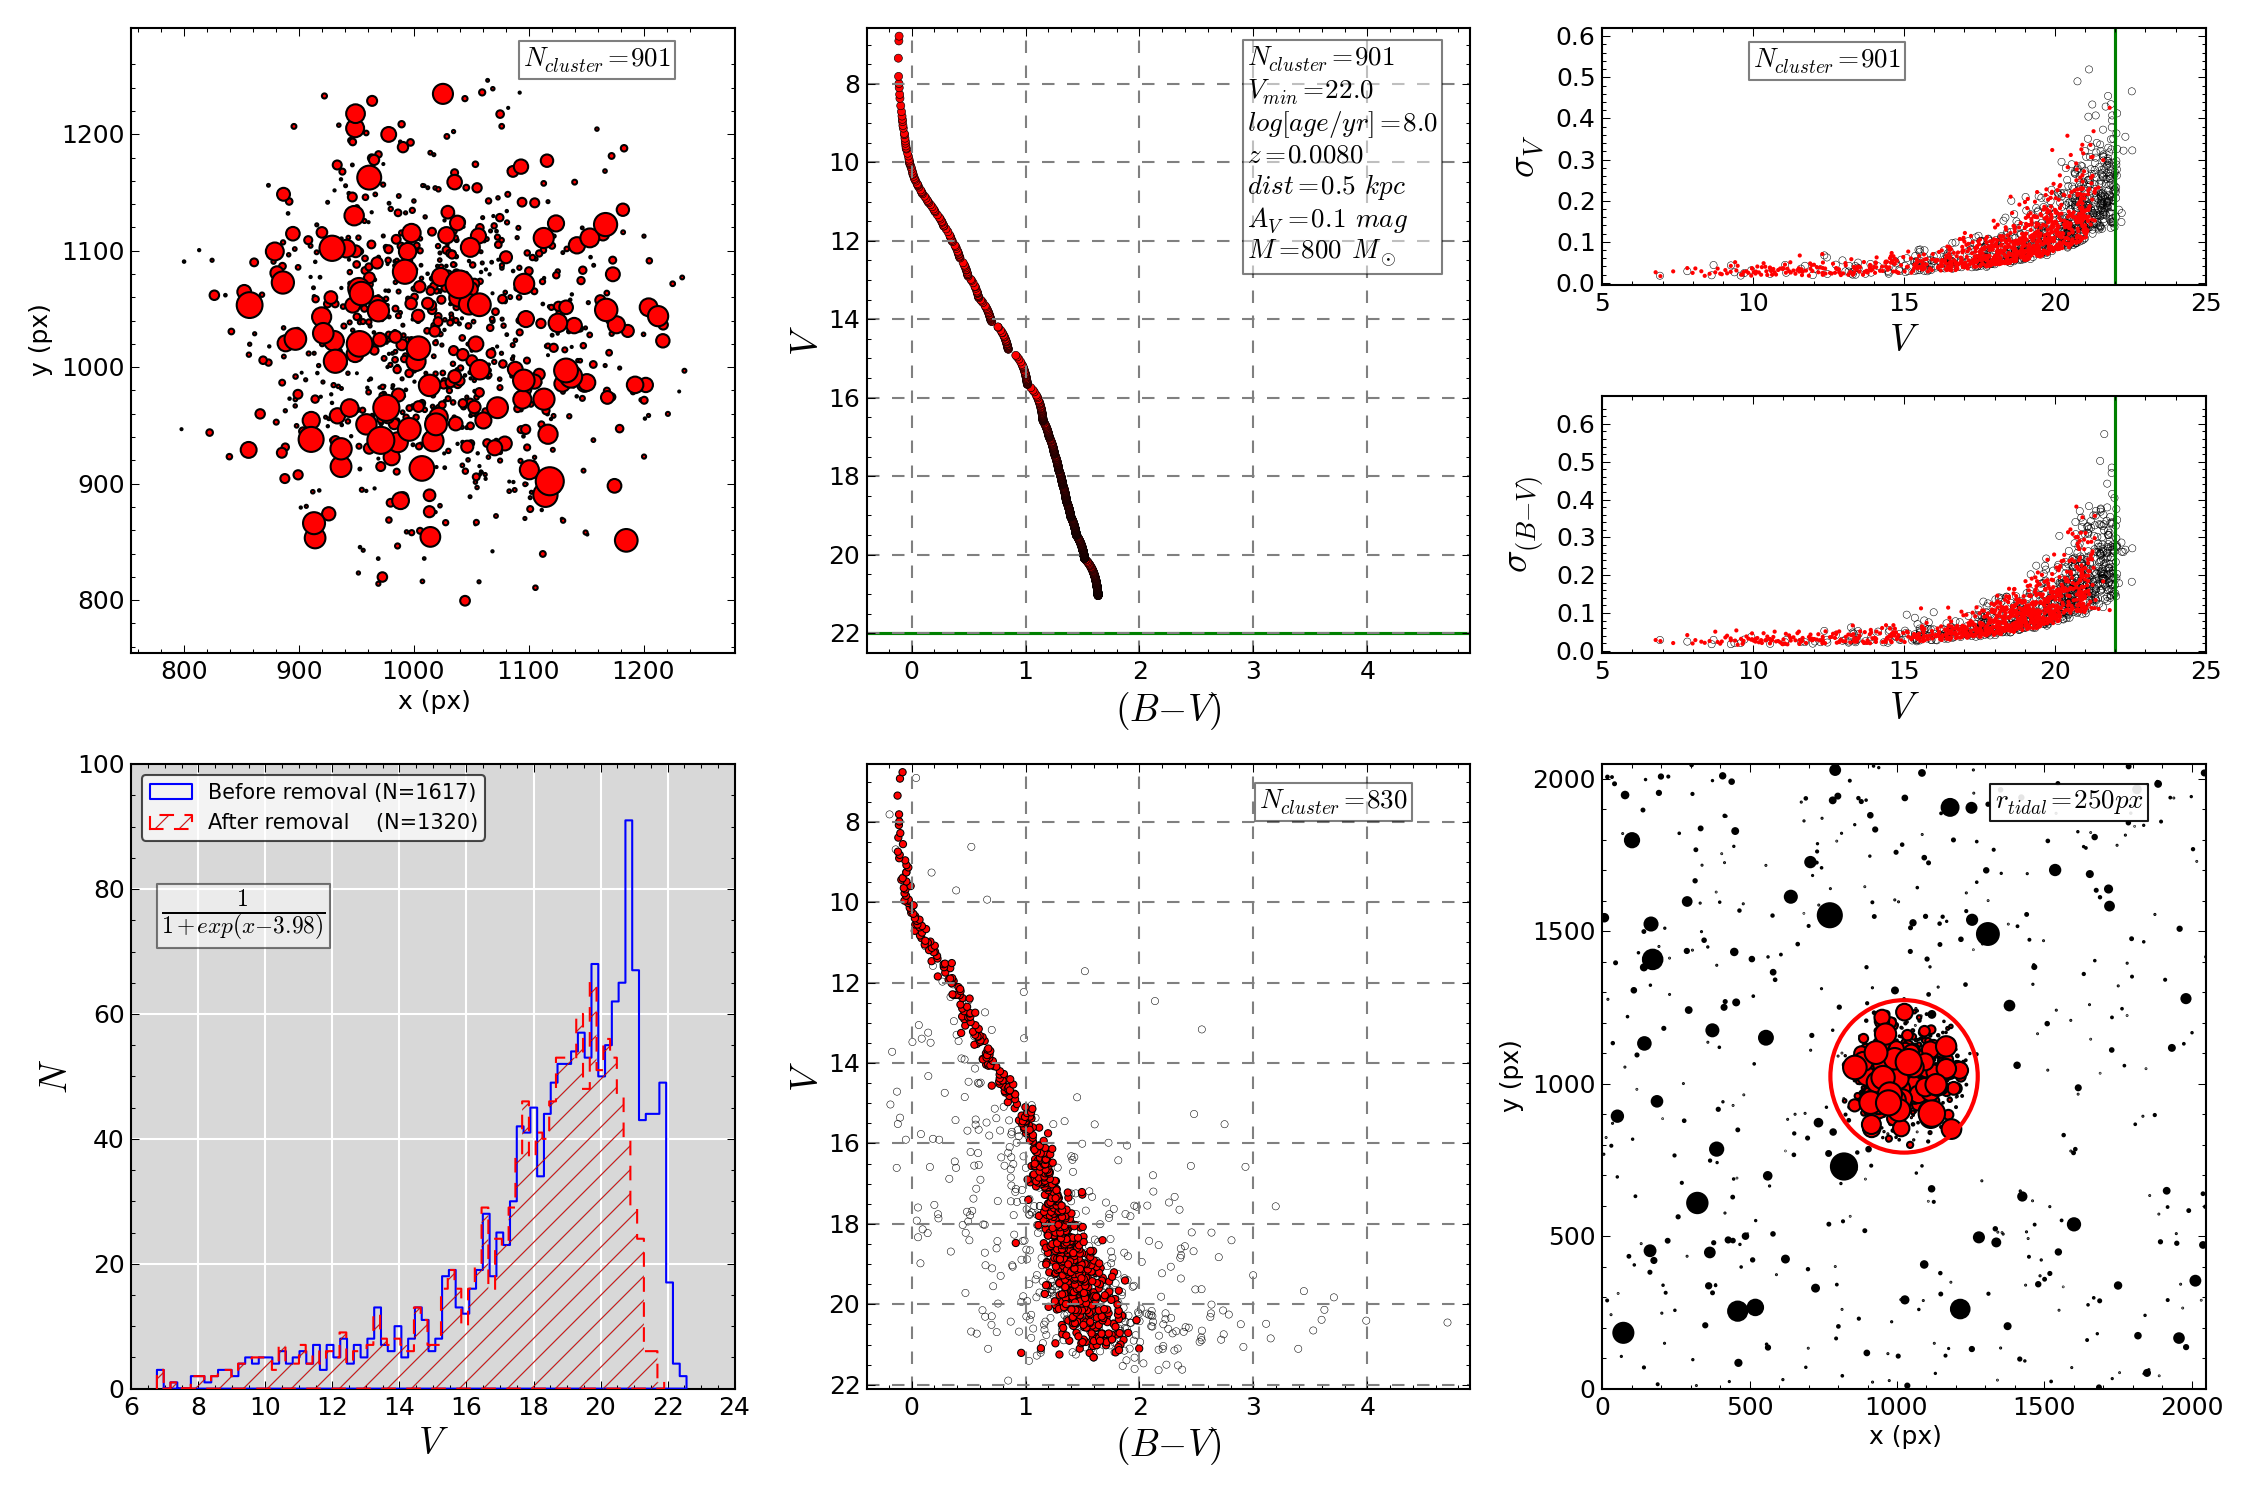 N_cluster=901
y (px)
1200
1100
1000
900
800
800 900 1000 1100 1200
x (px)
N_cluster=901
V_min=22.0
log[age/yr]=8.0
z=0.0080
dist=0.5 kpc
A_V=0.1 mag
M=800 M_⊙
V
8
10
12
14
16
18
20
22
0 1 2 3 4
(B−V)
N_cluster=901
σ_V
0.6
0.5
0.4
0.3
0.2
0.1
0.0
5 10 15 20 25
V
σ_(B−V)
0.6
0.5
0.4
0.3
0.2
0.1
0.0
5 10 15 20 25
V
Before removal (N=1617)
After removal (N=1320)
1
1+exp(x−3.98)
N
100
80
60
40
20
0
6 8 10 12 14 16 18 20 22 24
V
N_cluster=830
V
8
10
12
14
16
18
20
22
0 1 2 3 4
(B−V)
r_tidal=250px
y (px)
2000
1500
1000
500
0
0 500 1000 1500 2000
x (px)